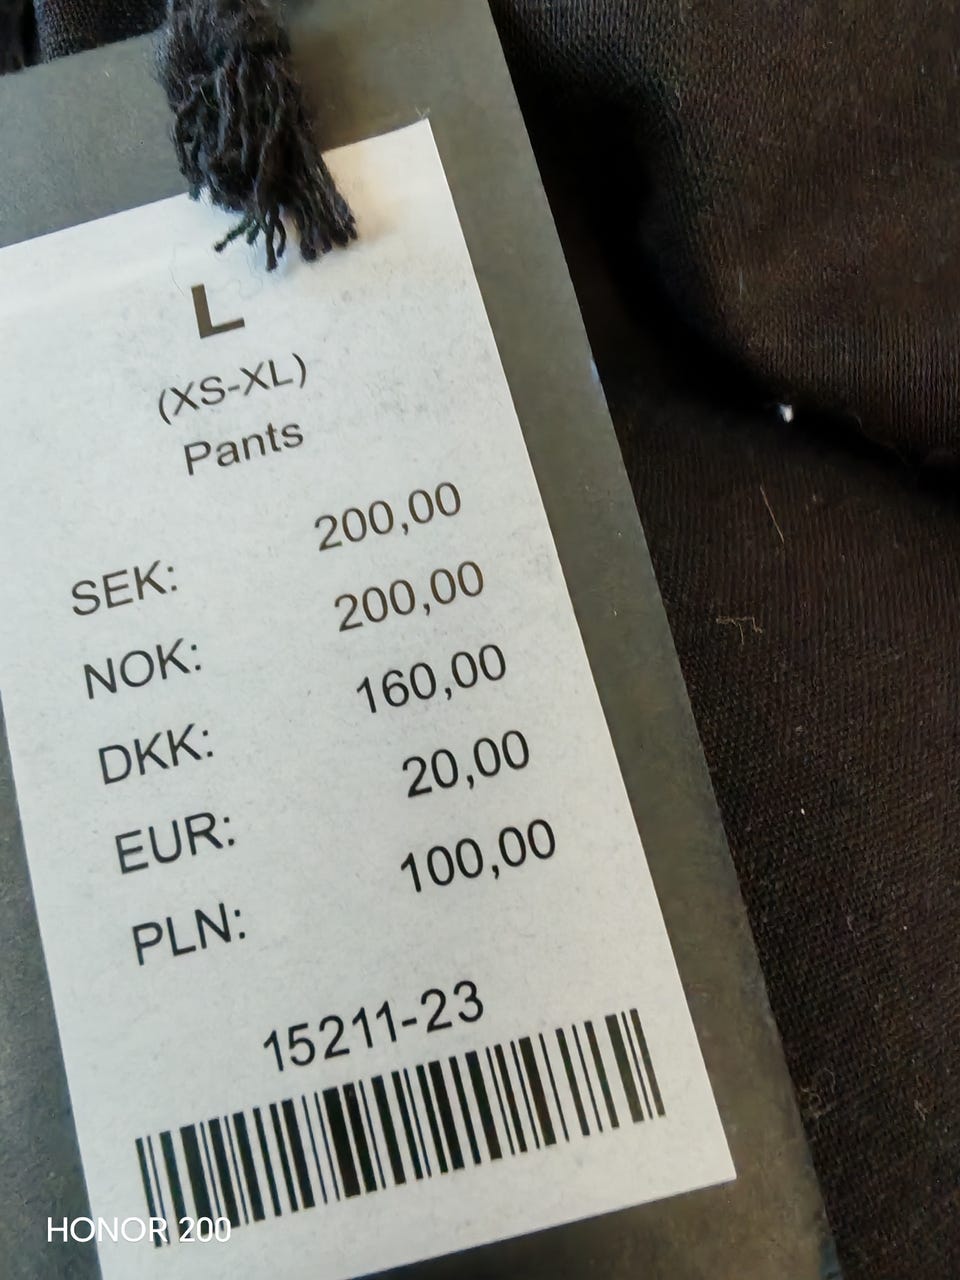 L
(XS-XL)
Pants
SEK: 200,00
NOK: 200,00
DKK: 160,00
EUR: 20,00
PLN: 100,00
15211-23
HONOR 200